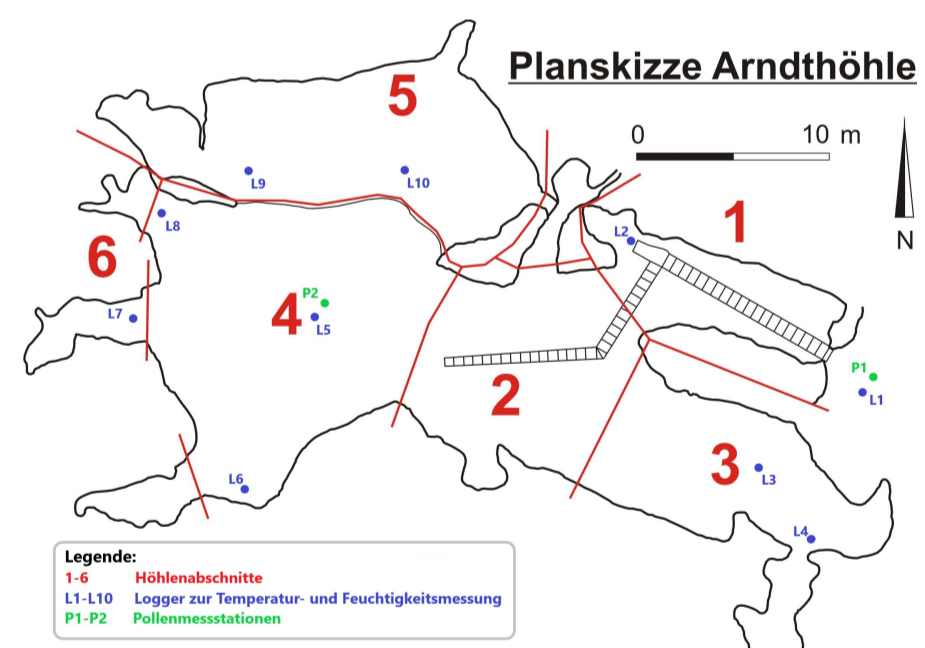 Planskizze Arndthöhle
0 10 m
N
5
1
6
4
2
3
L9
L10
L8
L2
P2
L5
L7
P1
L1
L6
L3
L4
Legende:
1-6 Höhlenabschnitte
L1-L10 Logger zur Temperatur- und Feuchtigkeitsmessung
P1-P2 Pollenmessstationen